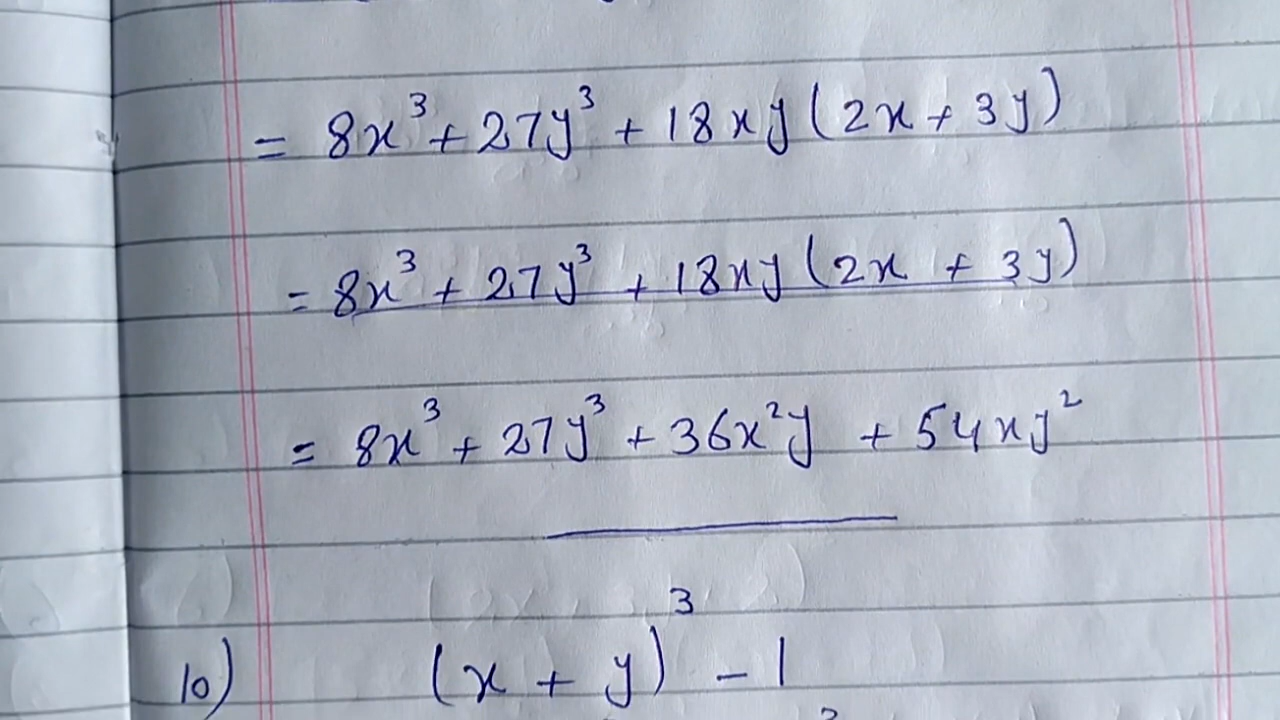 = 8x³ + 27y³ + 18xy (2x + 3y)
= 8x³ + 27y³ + 18xy (2x + 3y)
= 8x³ + 27y³ + 36x²y + 54xy²
10) (x + y)³ - 1